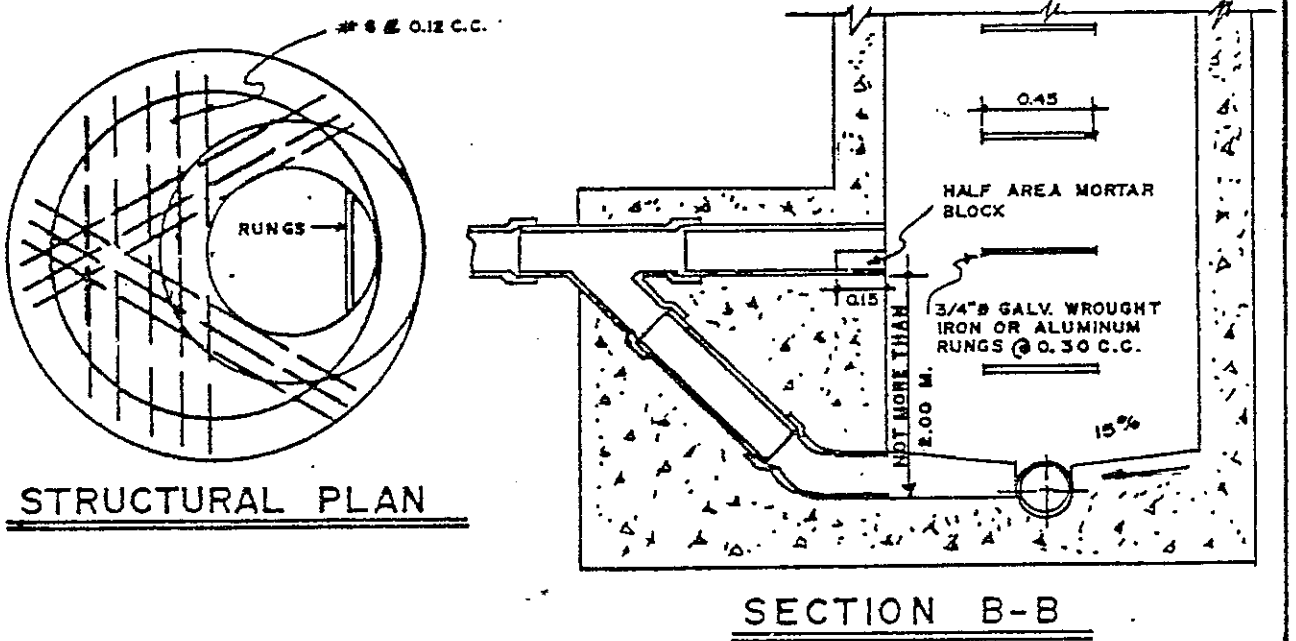 # 6 @ 0.12 C.C.
RUNGS
STRUCTURAL PLAN
0.45
HALF AREA MORTAR
BLOCK
0.15
3/4"Ø GALV. WROUGHT
IRON OR ALUMINUM
RUNGS @ 0.30 C.C.
NOT MORE THAN
2.00 M.
15%
SECTION B-B